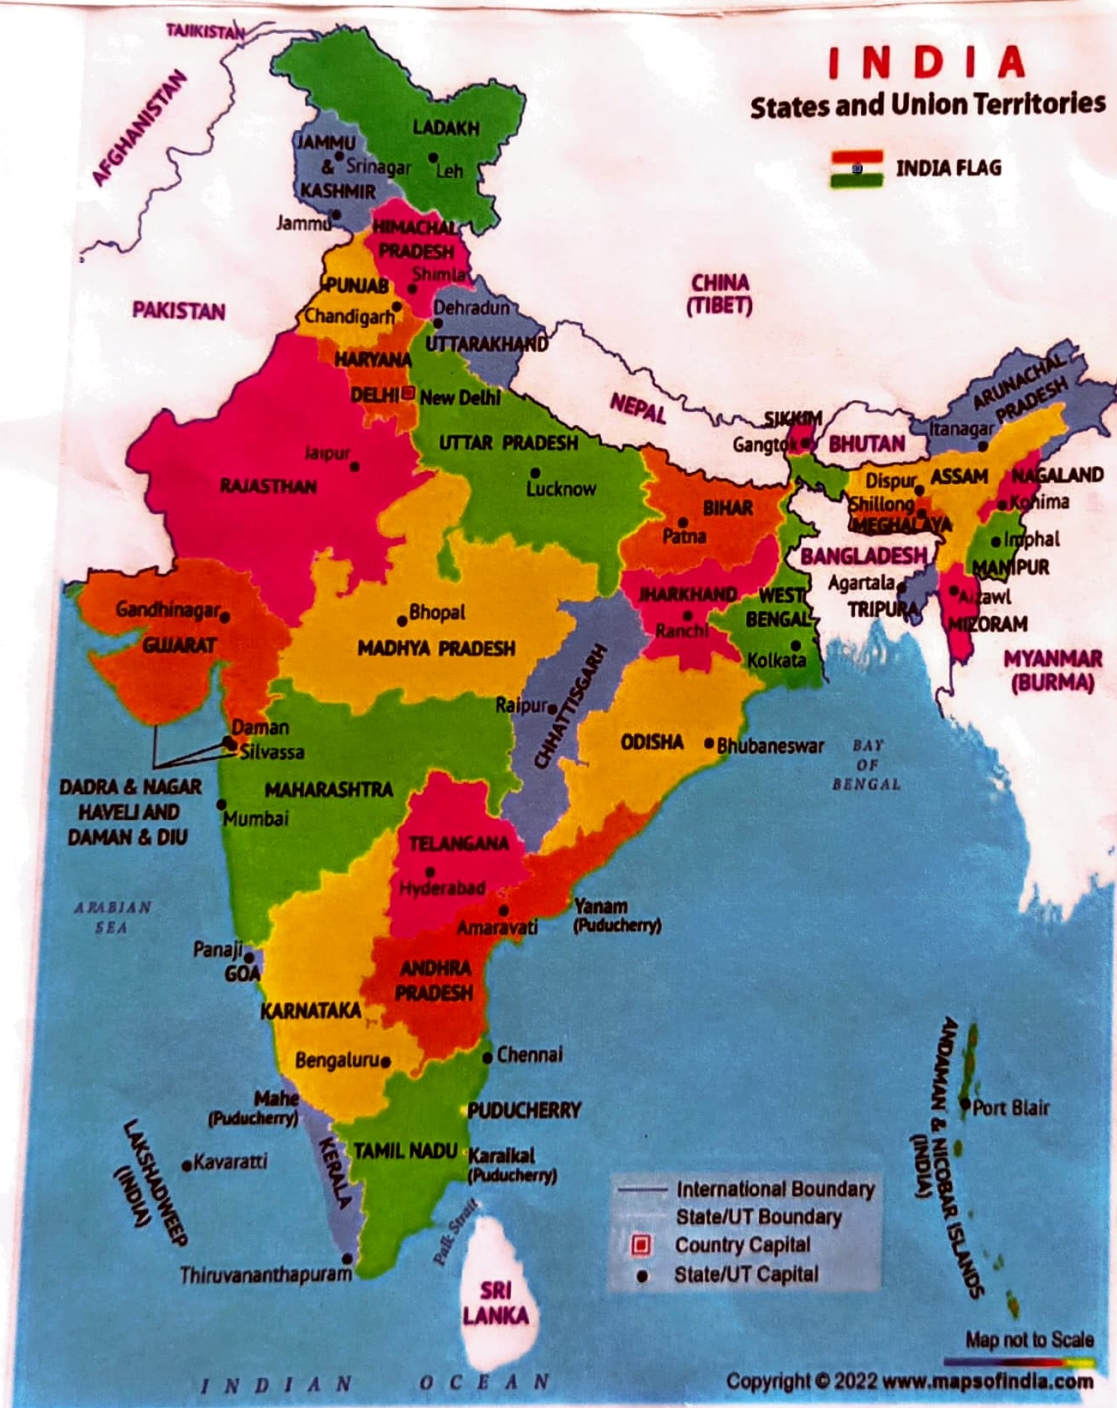 TAJIKISTAN
INDIA
States and Union Territories
INDIA FLAG
AFGHANISTAN
LADAKH
JAMMU
& Srinagar
Leh
KASHMIR
Jammu
HIMACHAL
PRADESH
Shimla
PUNJAB
Chandigarh
Dehradun
UTTARAKHAND
CHINA
(TIBET)
PAKISTAN
HARYANA
DELHI
New Delhi
NEPAL
ARUNACHAL
PRADESH
SIKKIM
Gangtok
BHUTAN
Itanagar
UTTAR PRADESH
Jaipur
RAJASTHAN
Lucknow
Dispur
ASSAM
NAGALAND
Shillong
Kohima
MEGHALAYA
BIHAR
Patna
Imphal
BANGLADESH
MANIPUR
Agartala
Aizawl
TRIPURA
MIZORAM
JHARKHAND
WEST
BENGAL
Ranchi
Kolkata
MYANMAR
(BURMA)
Gandhinagar
GUJARAT
Bhopal
MADHYA PRADESH
Raipur
CHHATTISGARH
Daman
Silvassa
ODISHA
Bhubaneswar
BAY
OF
BENGAL
DADRA & NAGAR
HAVELI AND
DAMAN & DIU
MAHARASHTRA
Mumbai
TELANGANA
Hyderabad
ARABIAN
SEA
Amaravati
Yanam
(Puducherry)
Panaji
GOA
ANDHRA
PRADESH
KARNATAKA
Bengaluru
Chennai
Mahe
(Puducherry)
PUDUCHERRY
ANDAMAN & NICOBAR ISLANDS
(INDIA)
Port Blair
LAKSHADWEEP
(INDIA)
Kavaratti
KERALA
TAMIL NADU
Karaikal
(Puducherry)
Palk Strait
Thiruvananthapuram
SRI
LANKA
International Boundary
State/UT Boundary
Country Capital
State/UT Capital
Map not to Scale
INDIAN OCEAN
Copyright © 2022 www.mapsofindia.com